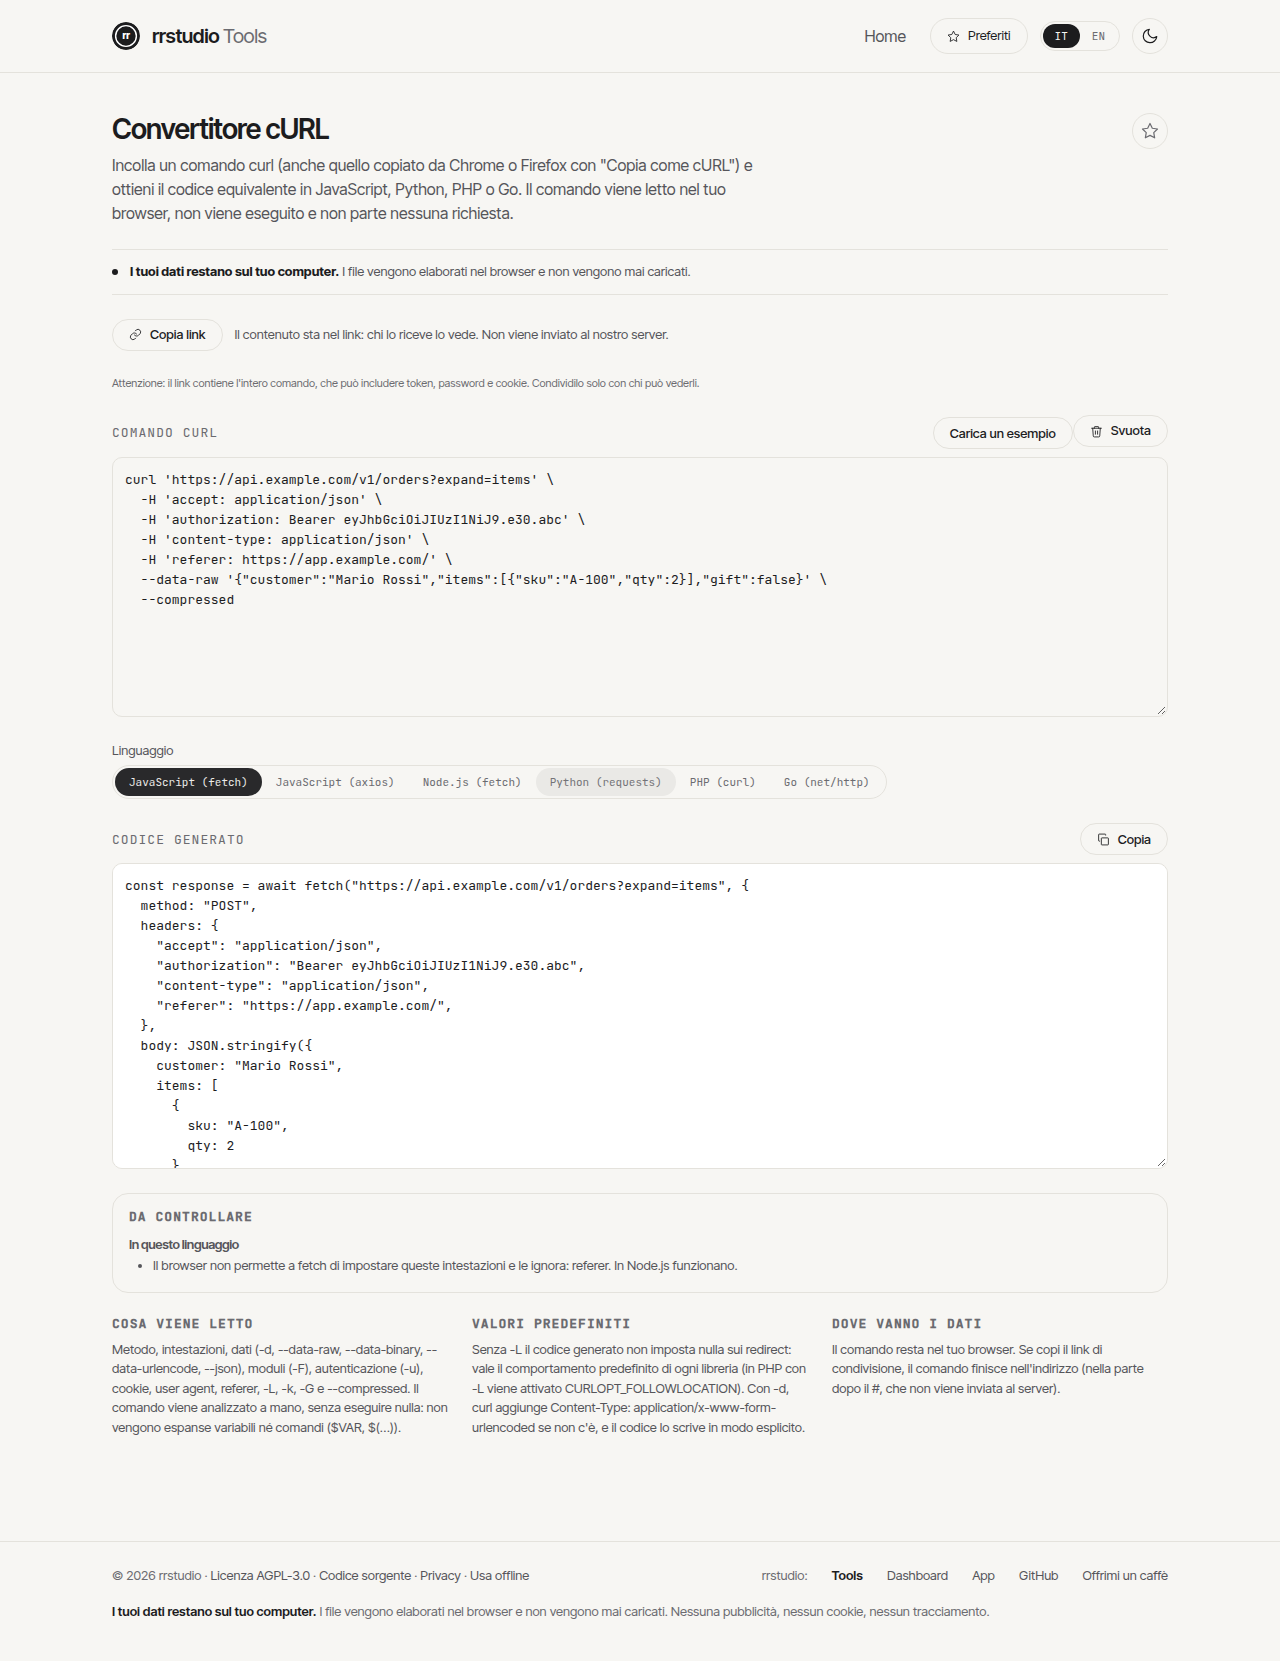 rr rrstudio Tools
Home
Preferiti
IT
EN
Convertitore cURL
Incolla un comando curl (anche quello copiato da Chrome o Firefox con "Copia come cURL") e
ottieni il codice equivalente in JavaScript, Python, PHP o Go. Il comando viene letto nel tuo
browser, non viene eseguito e non parte nessuna richiesta.
I tuoi dati restano sul tuo computer. I file vengono elaborati nel browser e non vengono mai caricati.
Copia link
Il contenuto sta nel link: chi lo riceve lo vede. Non viene inviato al nostro server.
Attenzione: il link contiene l'intero comando, che può includere token, password e cookie. Condividilo solo con chi può vederli.
COMANDO CURL
Carica un esempio
Svuota
curl 'https://api.example.com/v1/orders?expand=items' \
  -H 'accept: application/json' \
  -H 'authorization: Bearer eyJhbGciOiJIUzI1NiJ9.e30.abc' \
  -H 'content-type: application/json' \
  -H 'referer: https://app.example.com/' \
  --data-raw '{"customer":"Mario Rossi","items":[{"sku":"A-100","qty":2}],"gift":false}' \
  --compressed
Linguaggio
JavaScript (fetch)
JavaScript (axios)
Node.js (fetch)
Python (requests)
PHP (curl)
Go (net/http)
CODICE GENERATO
Copia
const response = await fetch("https://api.example.com/v1/orders?expand=items", {
  method: "POST",
  headers: {
    "accept": "application/json",
    "authorization": "Bearer eyJhbGciOiJIUzI1NiJ9.e30.abc",
    "content-type": "application/json",
    "referer": "https://app.example.com/",
  },
  body: JSON.stringify({
    customer: "Mario Rossi",
    items: [
      {
        sku: "A-100",
        qty: 2
      }
DA CONTROLLARE
In questo linguaggio
• Il browser non permette a fetch di impostare queste intestazioni e le ignora: referer. In Node.js funzionano.
COSA VIENE LETTO
Metodo, intestazioni, dati (-d, --data-raw, --data-binary, --
data-urlencode, --json), moduli (-F), autenticazione (-u),
cookie, user agent, referer, -L, -k, -G e --compressed. Il
comando viene analizzato a mano, senza eseguire nulla: non
vengono espanse variabili né comandi ($VAR, $(...)).
VALORI PREDEFINITI
Senza -L il codice generato non imposta nulla sui redirect:
vale il comportamento predefinito di ogni libreria (in PHP con
-L viene attivato CURLOPT_FOLLOWLOCATION). Con -d,
curl aggiunge Content-Type: application/x-www-form-
urlencoded se non c'è, e il codice lo scrive in modo esplicito.
DOVE VANNO I DATI
Il comando resta nel tuo browser. Se copi il link di
condivisione, il comando finisce nell'indirizzo (nella parte
dopo il #, che non viene inviata al server).
© 2026 rrstudio · Licenza AGPL-3.0 · Codice sorgente · Privacy · Usa offline
rrstudio: Tools Dashboard App GitHub Offrimi un caffè
I tuoi dati restano sul tuo computer. I file vengono elaborati nel browser e non vengono mai caricati. Nessuna pubblicità, nessun cookie, nessun tracciamento.